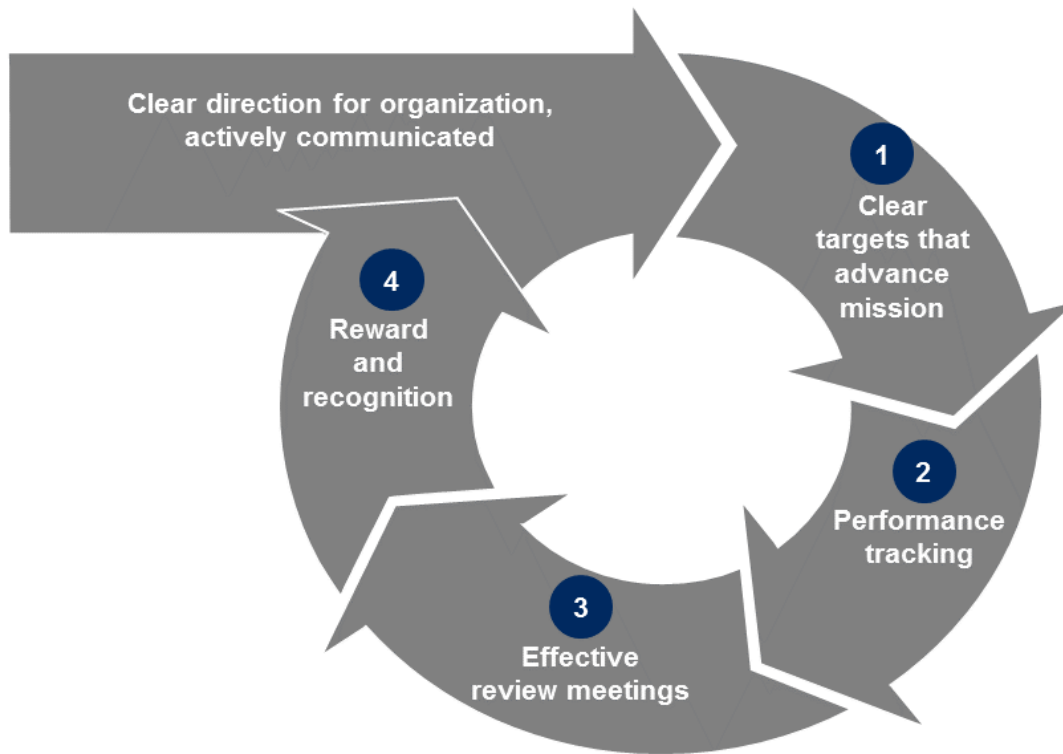 Clear direction for organization,
actively communicated
1
Clear
targets that
advance
mission
2
Performance
tracking
3
Effective
review meetings
4
Reward
and
recognition